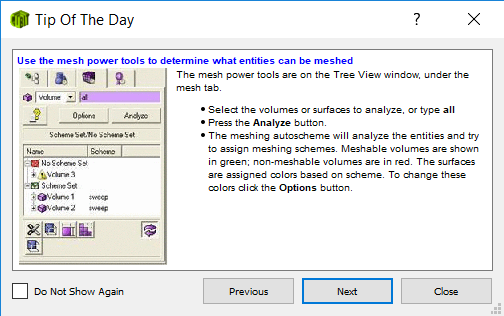 Tip Of The Day
?
Use the mesh power tools to determine what entities can be meshed
Volume
all
Options
Analyze
Scheme Set/No Scheme Set
Name
Scheme
No Scheme Set
Volume 3
Scheme Set
Volume 1 sweep
Volume 2 sweep
The mesh power tools are on the Tree View window, under the
mesh tab.
• Select the volumes or surfaces to analyze, or type all
• Press the Analyze button.
• The meshing autoscheme will analyze the entities and try
to assign meshing schemes. Meshable volumes are shown
in green; non-meshable volumes are in red. The surfaces
are assigned colors based on scheme. To change these
colors click the Options button.
Do Not Show Again
Previous
Next
Close